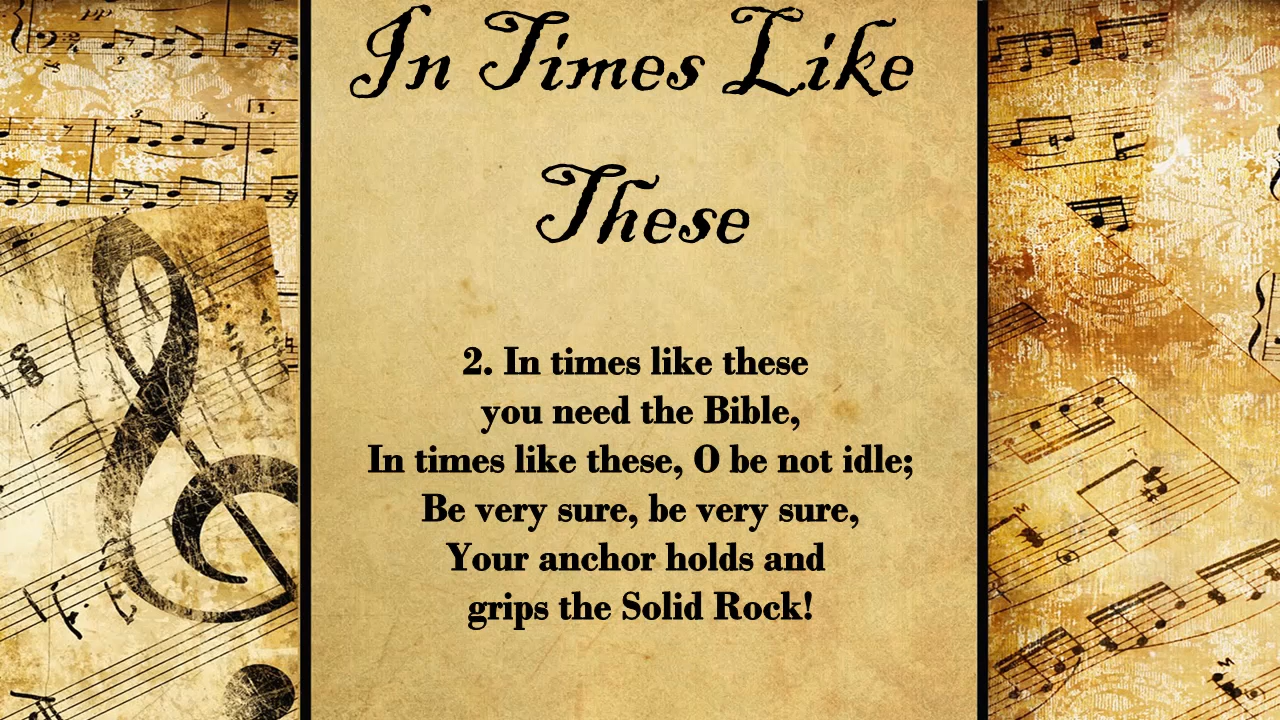 In Times Like
These
2. In times like these
you need the Bible,
In times like these, O be not idle;
Be very sure, be very sure,
Your anchor holds and
grips the Solid Rock!